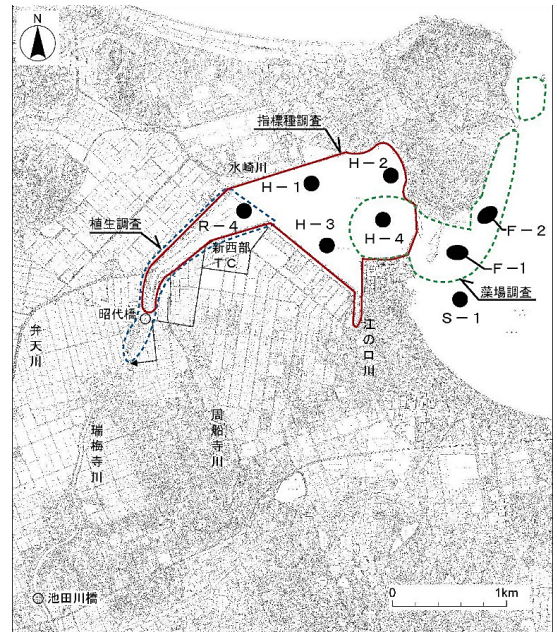 N
指標種調査
水崎川
H－2
H－1
植生調査
R－4
H－3
H－4
F－2
新西部
TC
F－1
藻場調査
昭代橋
S－1
弁天川
江の口川
周船寺川
瑞梅寺川
池田川橋
0 1km